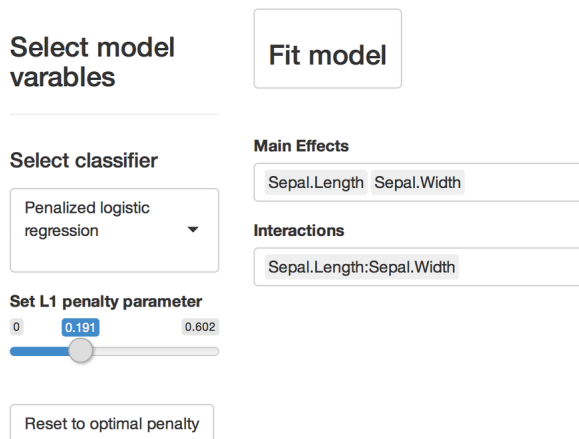 Select model
varables
Select classifier
Penalized logistic
regression
Set L1 penalty parameter
0 0.191 0.602
Reset to optimal penalty
Fit model
Main Effects
Sepal.Length Sepal.Width
Interactions
Sepal.Length:Sepal.Width